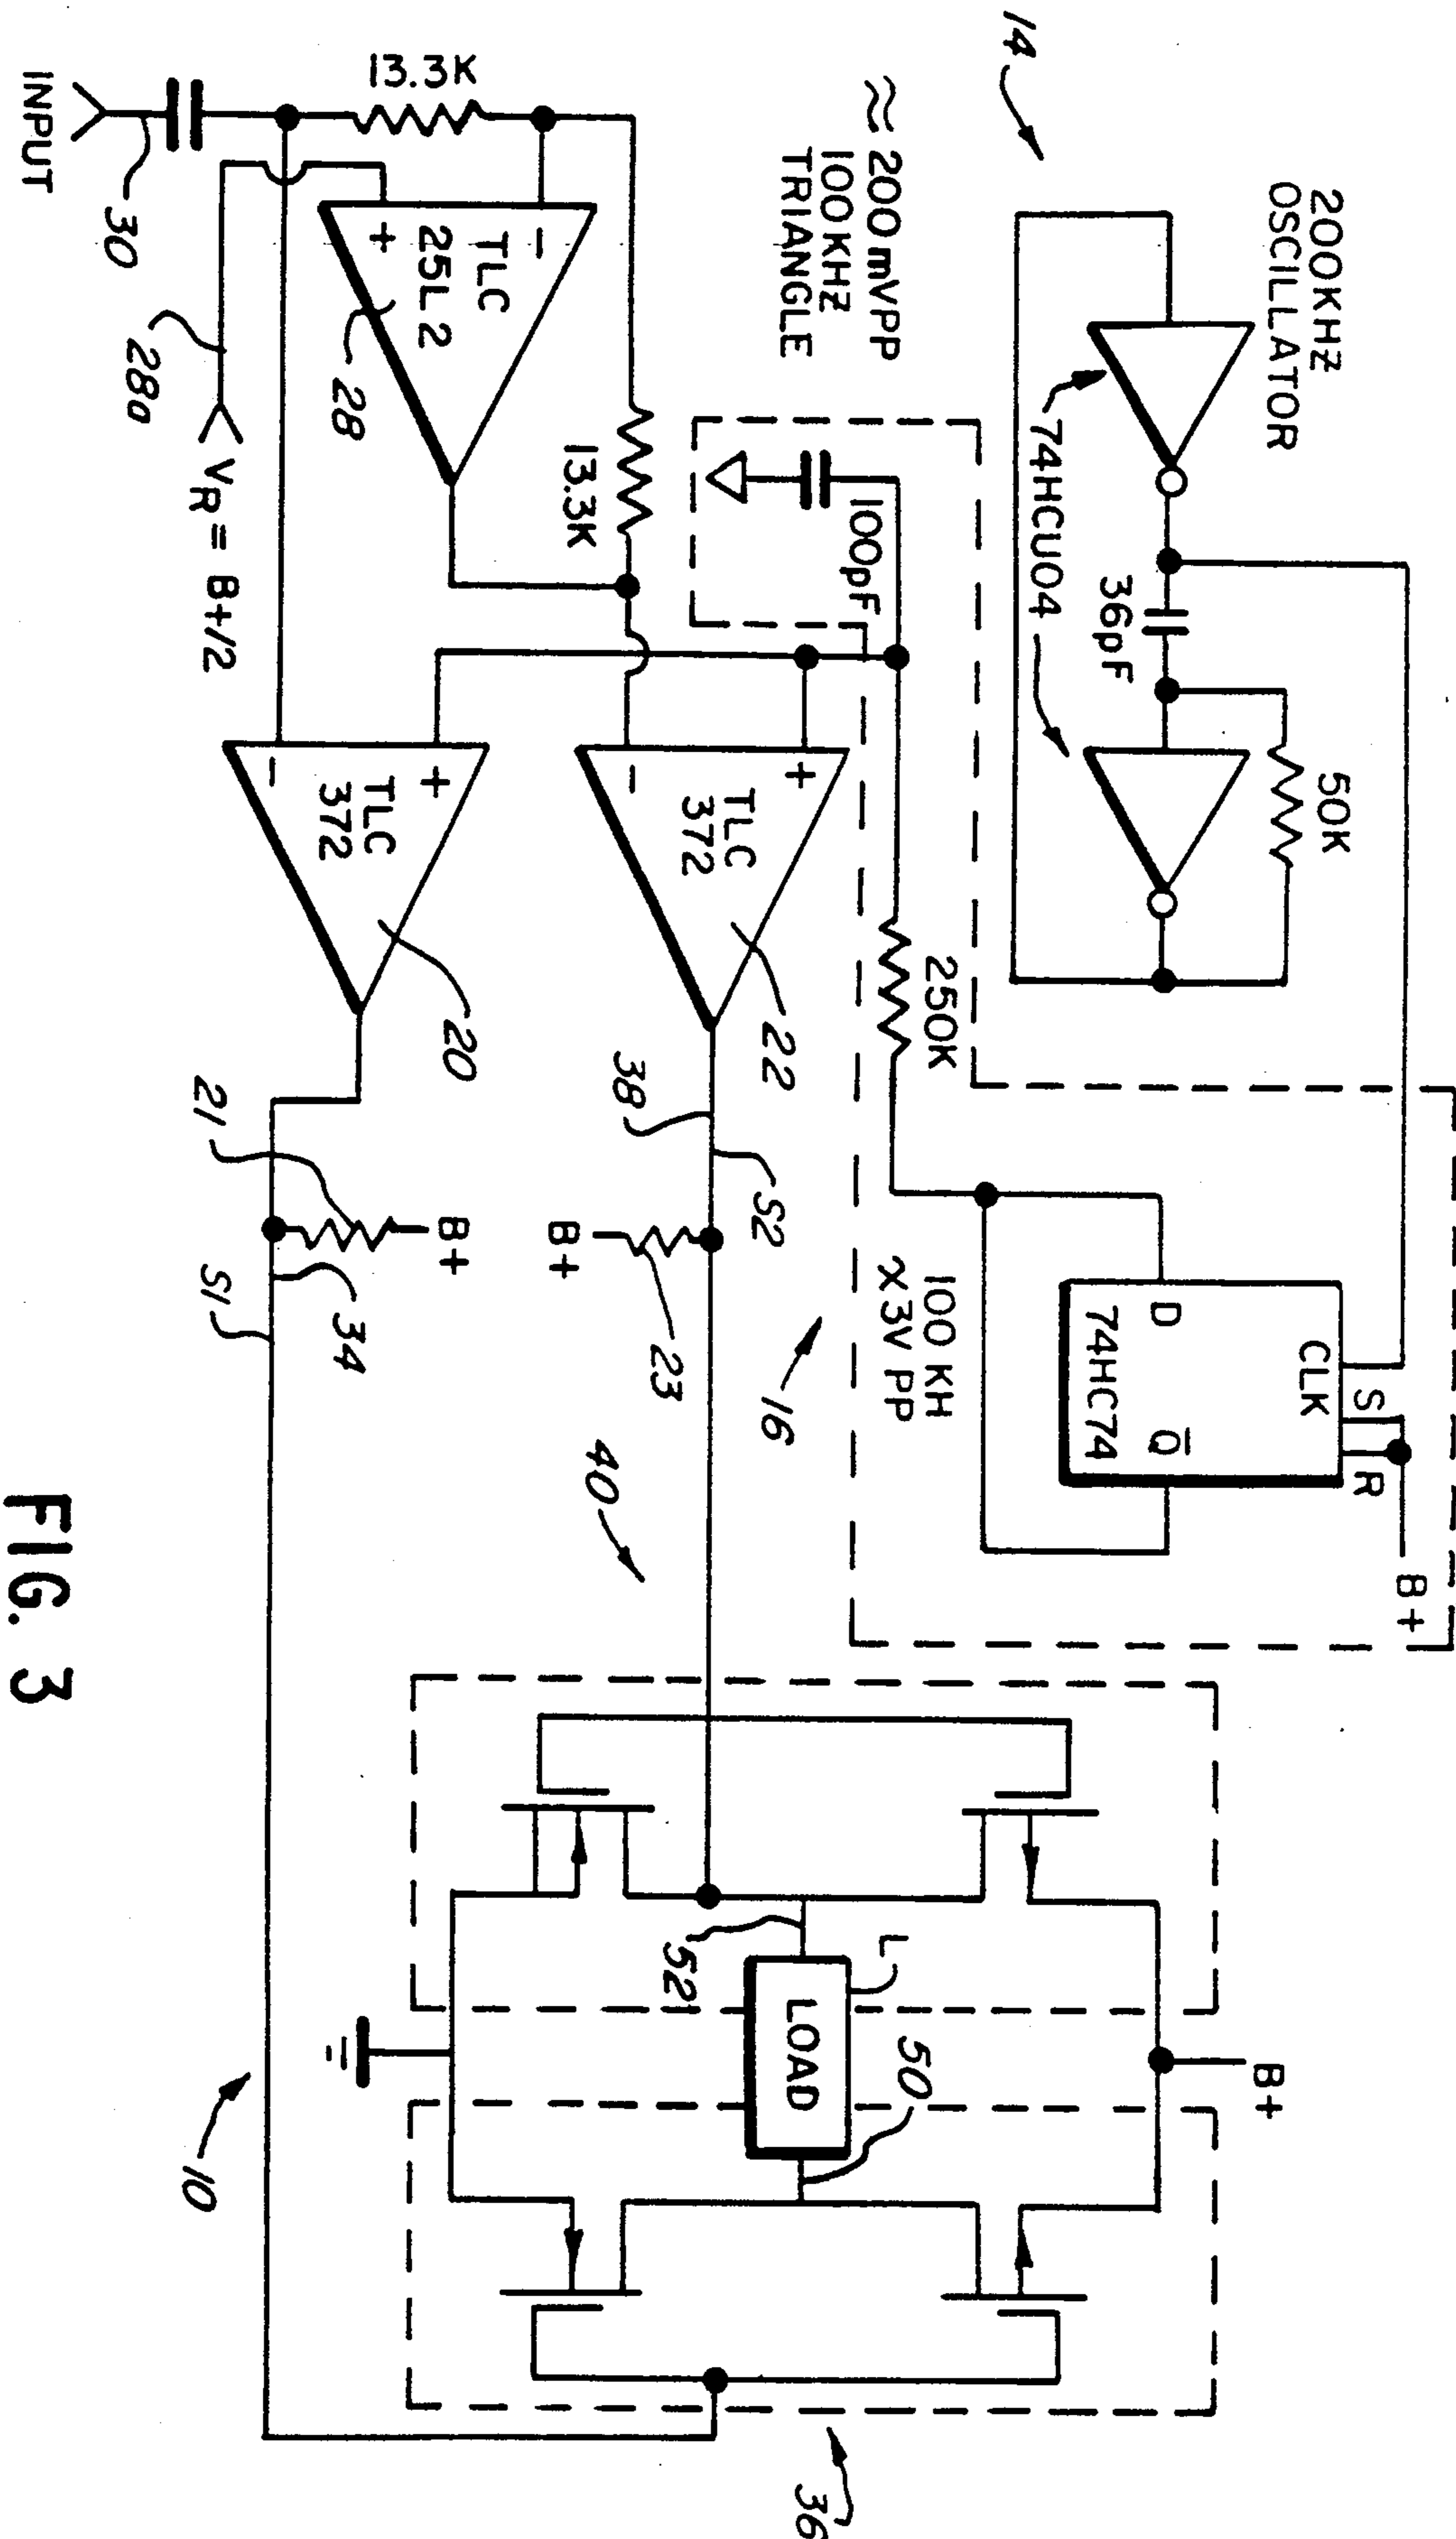 14
200KHZ
OSCILLATOR
74HCU04
36pF
50K
CLK
S
R
B+
D
Q̅
74HC74
≈ 200mVPP
100KHZ
TRIANGLE
100pF
250K
100 KH
x 3V PP
16
13.3K
13.3K
INPUT
30
−
+
TLC
25L2
28
28a
VR = B+/2
+
−
TLC
372
22
38
S2
B+
23
40
+
−
TLC
372
20
21
B+
34
S1
B+
L
LOAD
52
50
10
36
FIG. 3